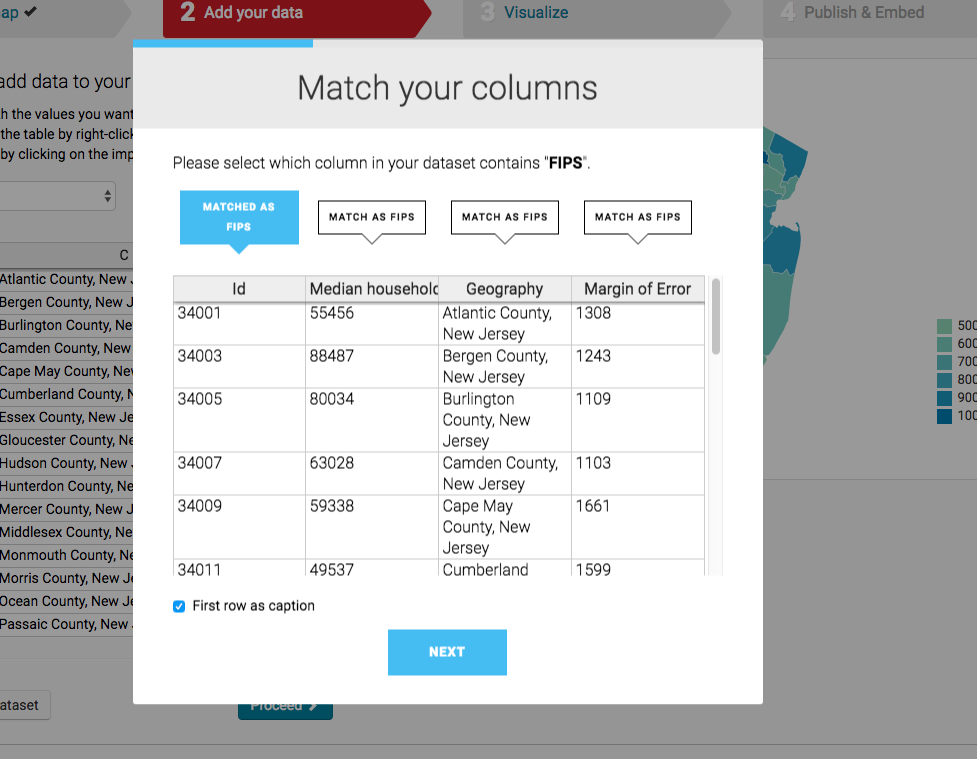 ap ✔
2 Add your data
3 Visualize
4 Publish & Embed
Match your columns
add data to your
h the values you want
the table by right-click
by clicking on the imp
Please select which column in your dataset contains "FIPS".
MATCHED AS
FIPS
MATCH AS FIPS
MATCH AS FIPS
MATCH AS FIPS
C
Atlantic County, New
Bergen County, New J
Burlington County, Ne
Camden County, New
Cape May County, Ne
Cumberland County, N
Essex County, New Je
Gloucester County, Ne
Hudson County, New
Hunterdon County, Ne
Mercer County, New J
Middlesex County, Ne
Monmouth County, Ne
Morris County, New Je
Ocean County, New Je
Passaic County, New
Id Median household Geography Margin of Error
34001 55456 Atlantic County, 1308
New Jersey
34003 88487 Bergen County, 1243
New Jersey
34005 80034 Burlington 1109
County, New
Jersey
34007 63028 Camden County, 1103
New Jersey
34009 59338 Cape May 1661
County, New
Jersey
34011 49537 Cumberland 1599
500
600
700
800
900
100
First row as caption
NEXT
ataset
Proceed